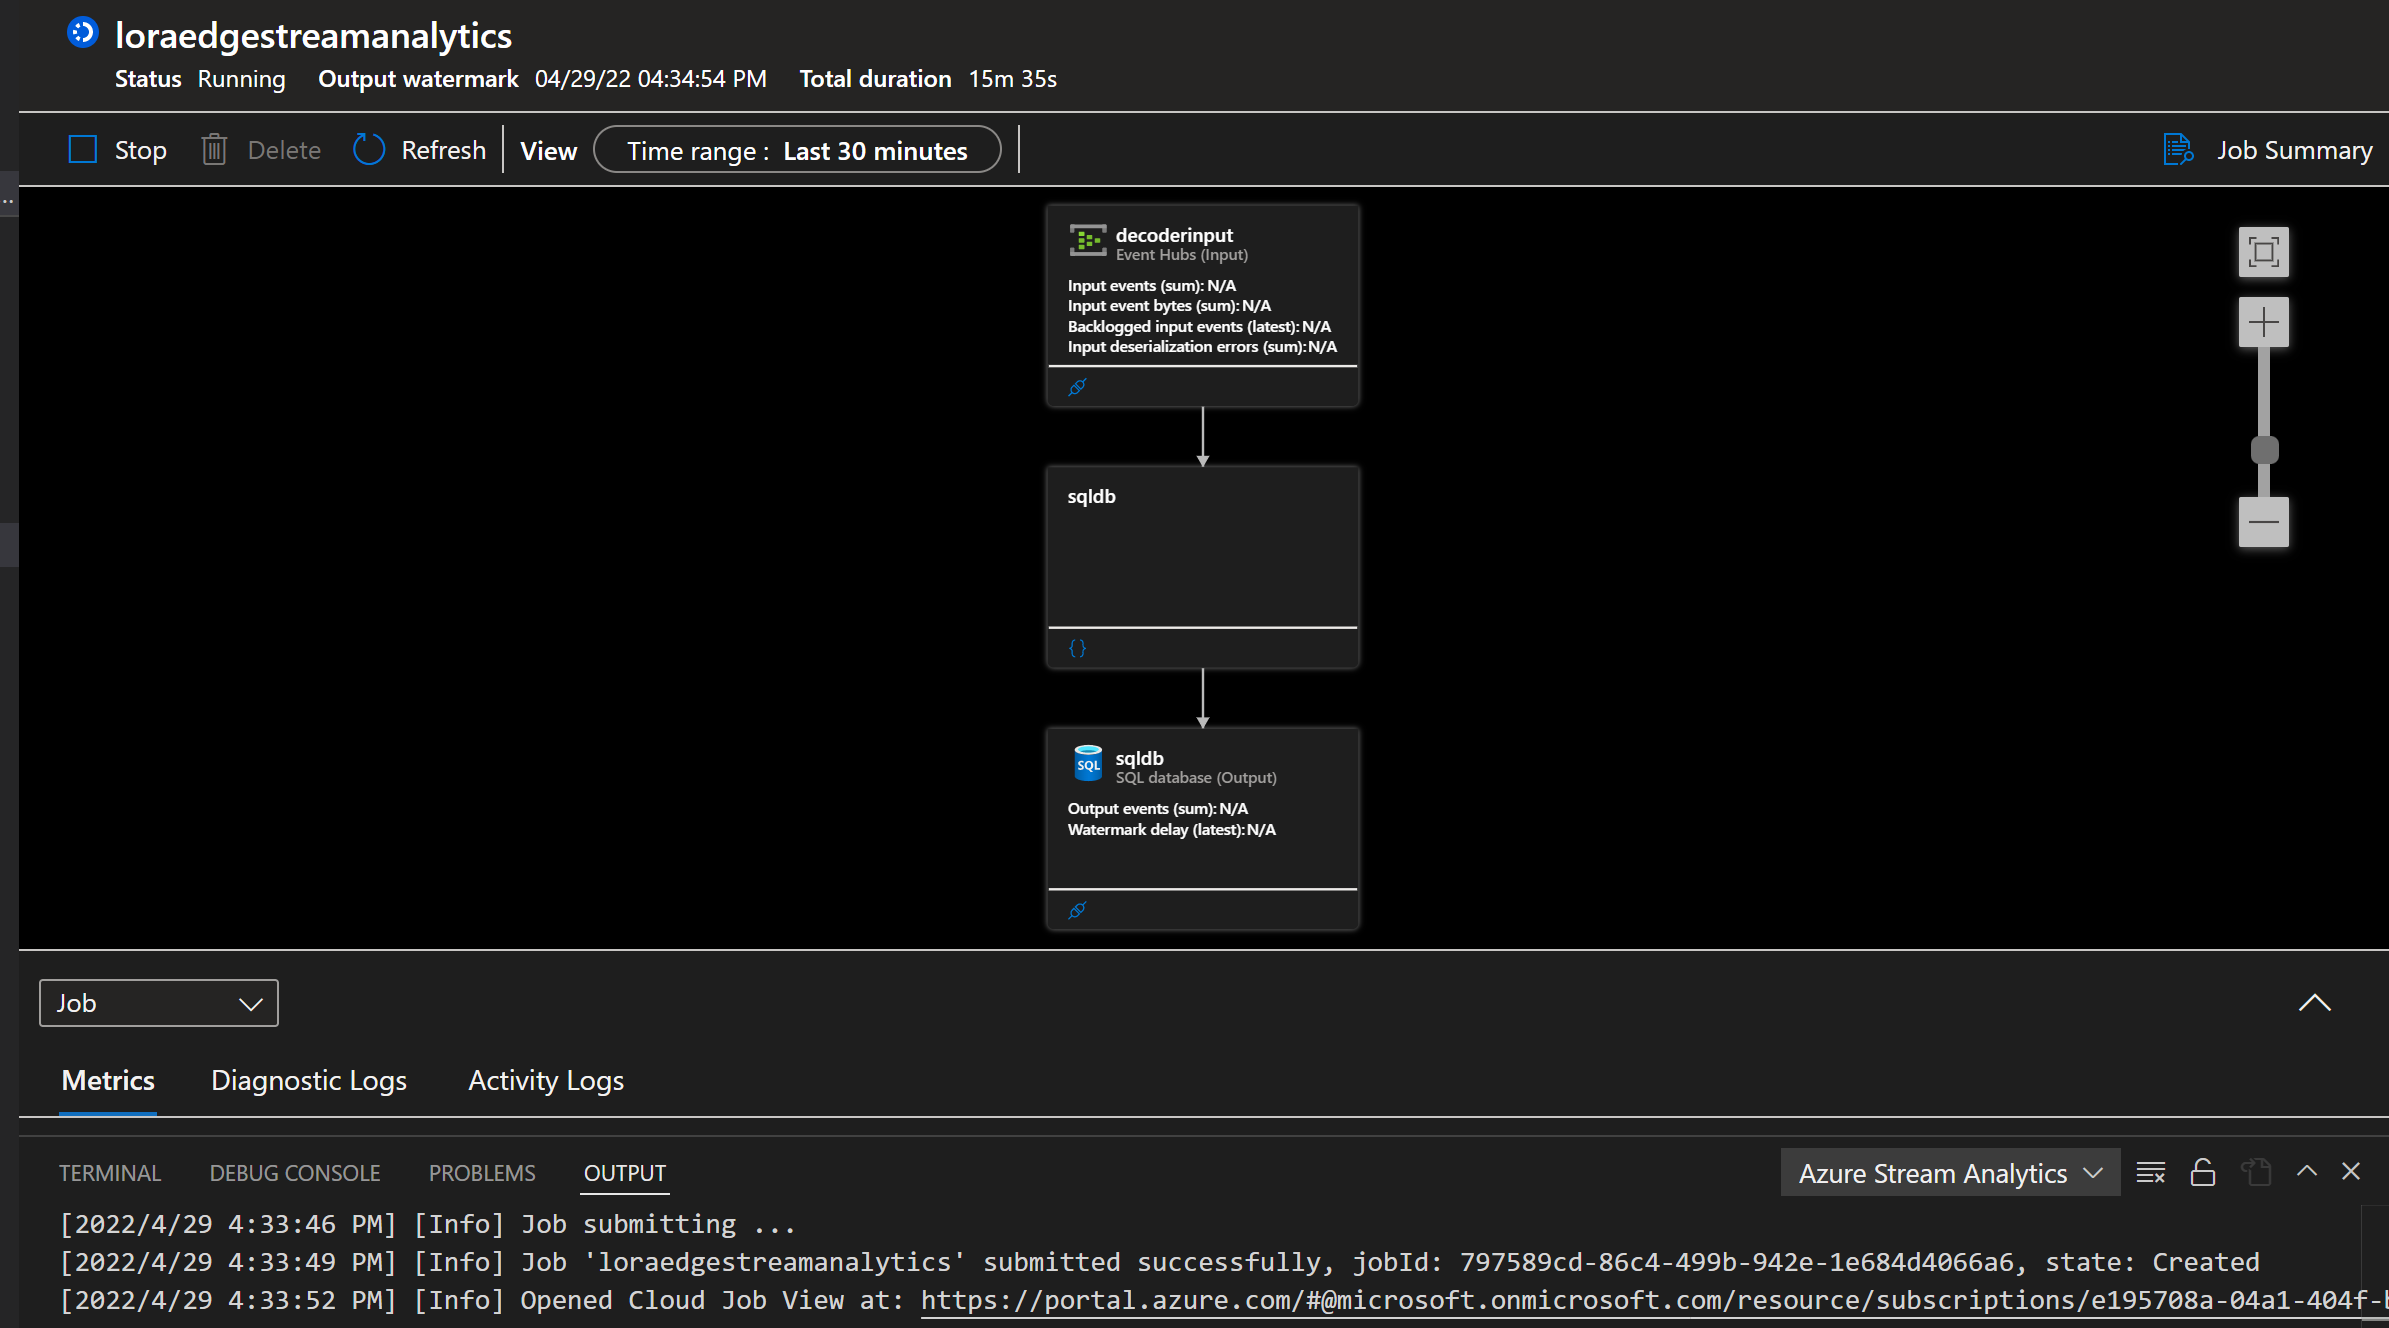 loraedgestreamanalytics
Status Running Output watermark 04/29/22 04:34:54 PM Total duration 15m 35s
Stop Delete Refresh View Time range : Last 30 minutes Job Summary
..
decoderinput
Event Hubs (Input)
Input events (sum): N/A
Input event bytes (sum): N/A
Backlogged input events (latest): N/A
Input deserialization errors (sum): N/A
sqldb
{}
SQL
sqldb
SQL database (Output)
Output events (sum): N/A
Watermark delay (latest): N/A
Job
Metrics Diagnostic Logs Activity Logs
TERMINAL DEBUG CONSOLE PROBLEMS OUTPUT Azure Stream Analytics
[2022/4/29 4:33:46 PM] [Info] Job submitting ...
[2022/4/29 4:33:49 PM] [Info] Job 'loraedgestreamanalytics' submitted successfully, jobId: 797589cd-86c4-499b-942e-1e684d4066a6, state: Created
[2022/4/29 4:33:52 PM] [Info] Opened Cloud Job View at: https://portal.azure.com/#@microsoft.onmicrosoft.com/resource/subscriptions/e195708a-04a1-404f-